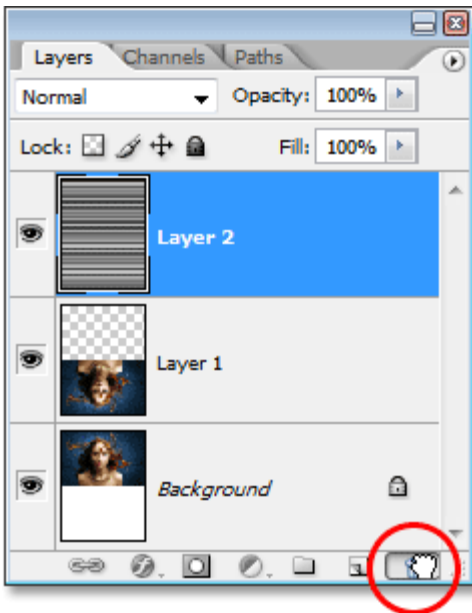 Layers Channels Paths
Normal Opacity: 100%
Lock: Fill: 100%
Layer 2
Layer 1
Background